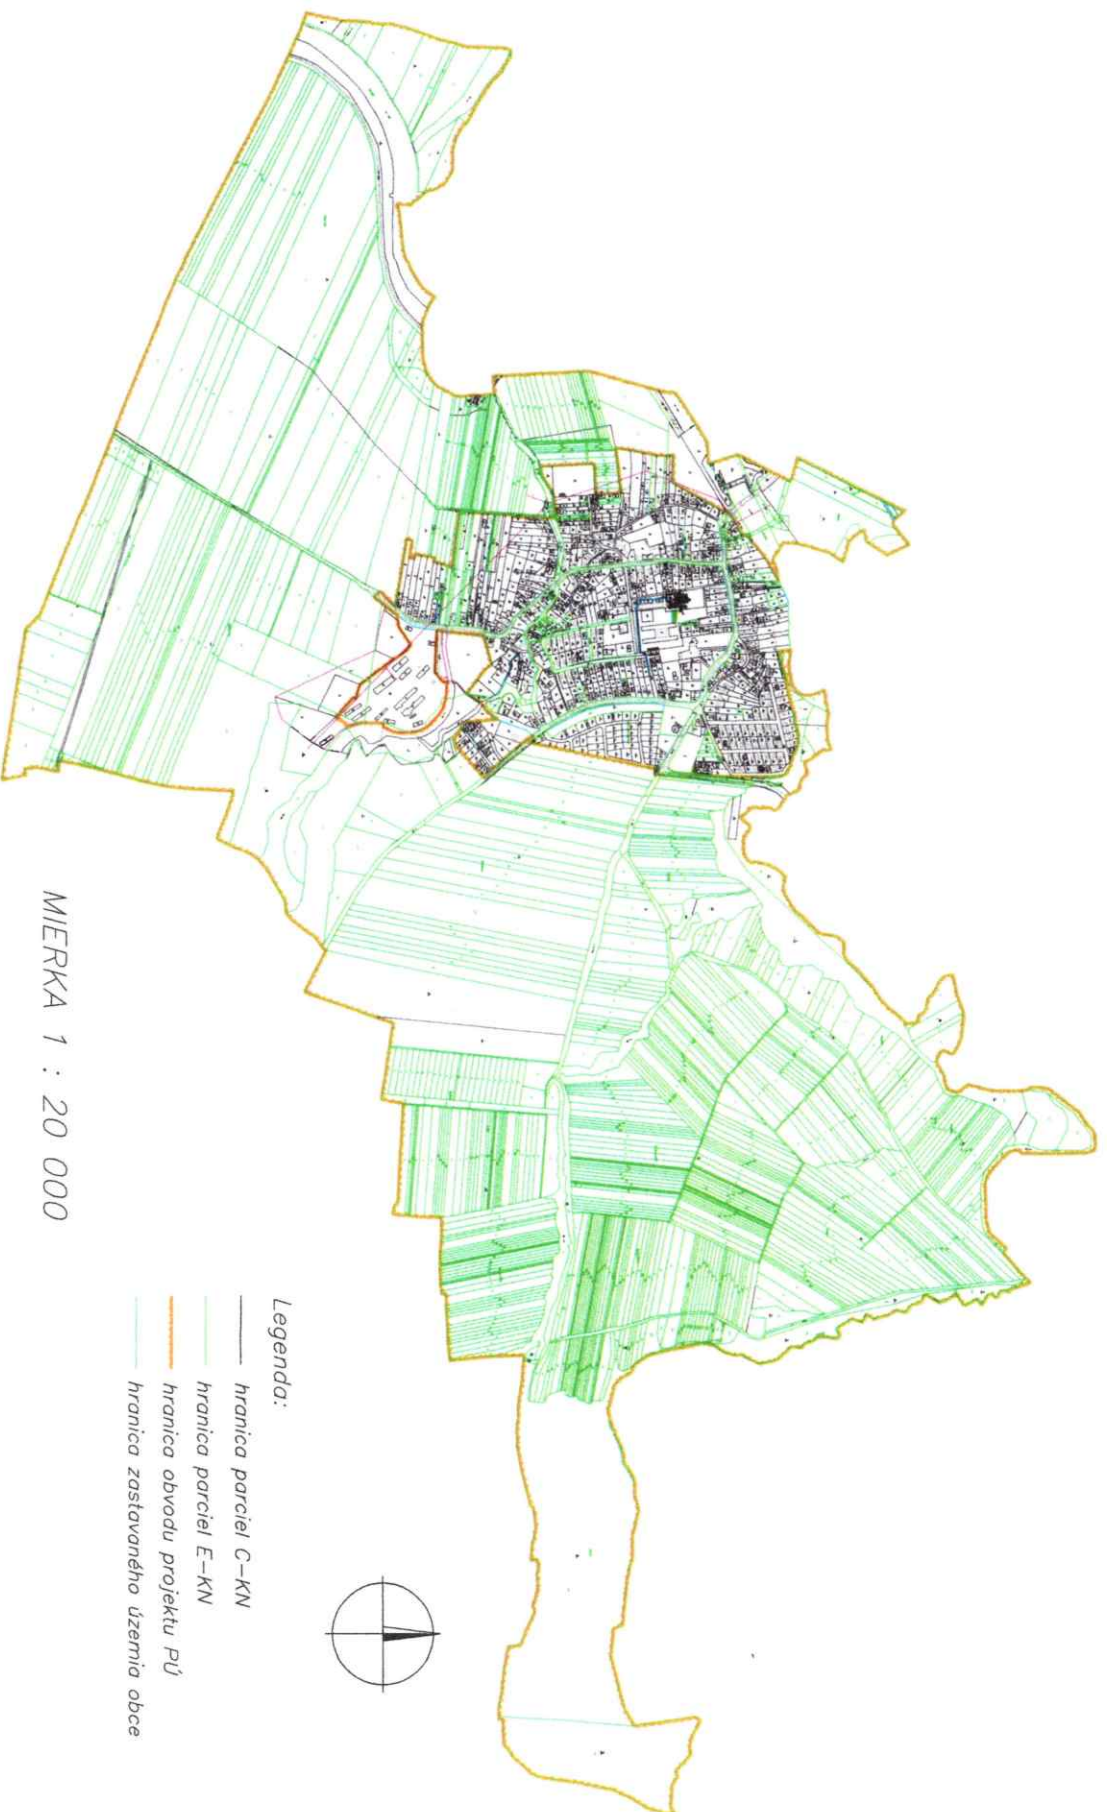 MIERKA 1 : 20 000
Legenda:
hranica parciel C–KN
hranica parciel E–KN
hranica obvodu projektu PÚ
hranica zastavaného územia obce